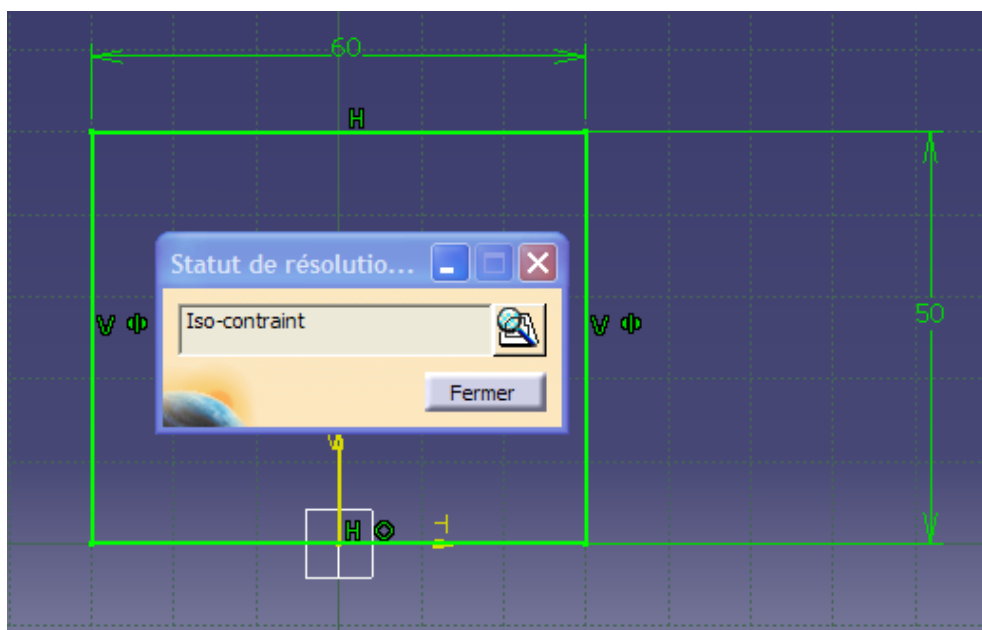 60
H
Statut de résolutio...
Iso-contraint
V
V
50
Fermer
H